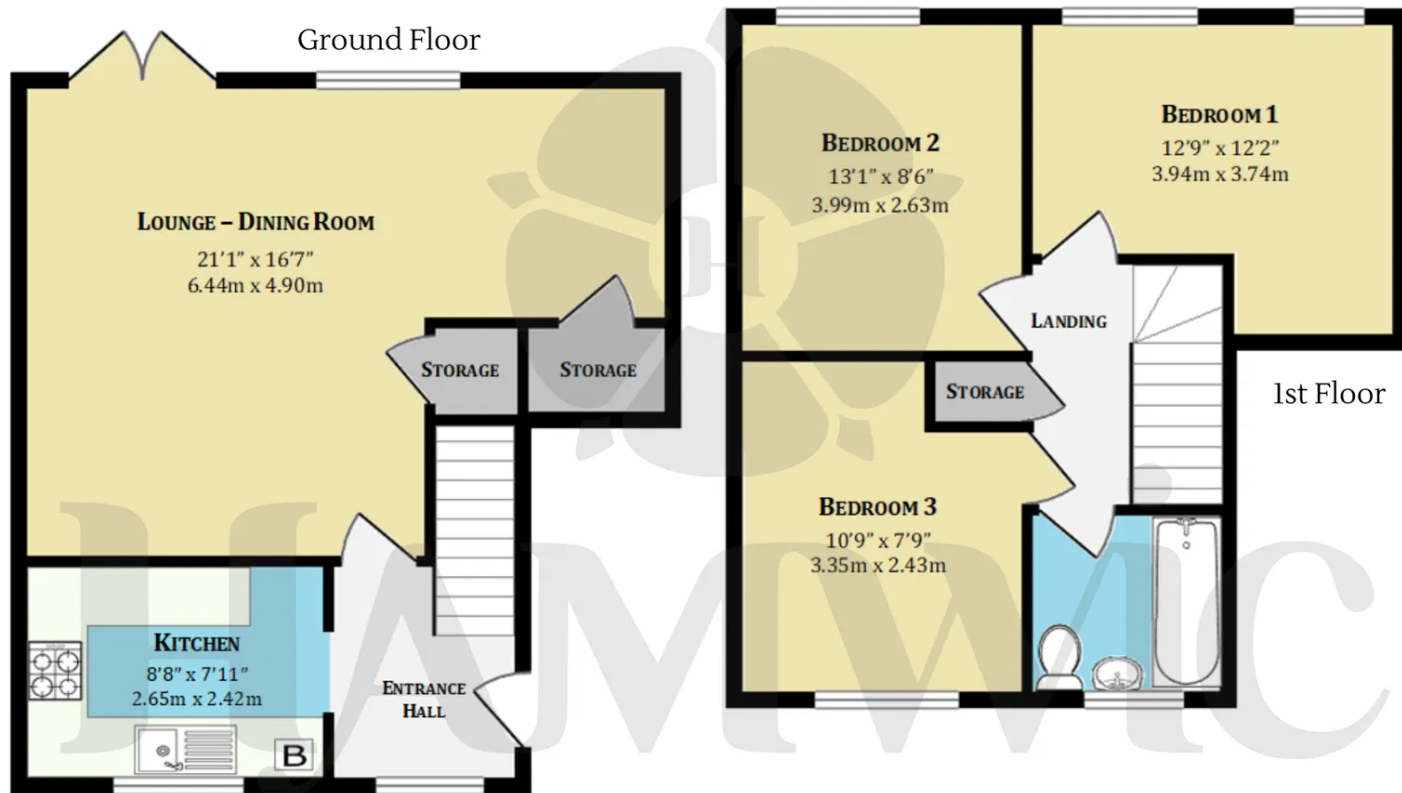 Ground Floor
LOUNGE – DINING ROOM
21'1" x 16'7"
6.44m x 4.90m
STORAGE
STORAGE
KITCHEN
8'8" x 7'11"
2.65m x 2.42m
B
ENTRANCE
HALL
BEDROOM 2
13'1" x 8'6"
3.99m x 2.63m
BEDROOM 1
12'9" x 12'2"
3.94m x 3.74m
LANDING
STORAGE
1st Floor
BEDROOM 3
10'9" x 7'9"
3.35m x 2.43m
H
HAMWIC